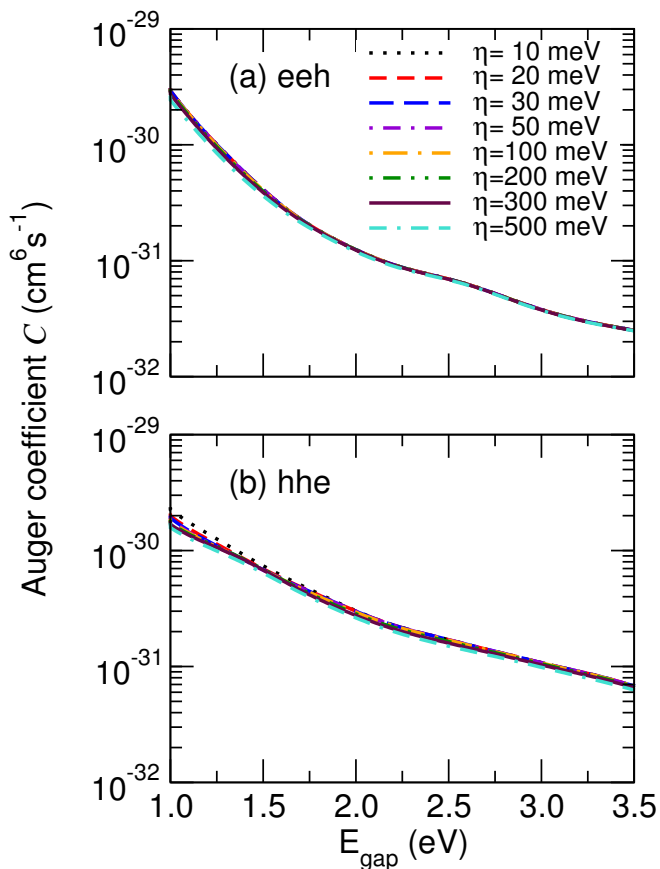 10^-29
(a) eeh
η= 10 meV
η= 20 meV
η= 30 meV
η= 50 meV
η=100 meV
η=200 meV
η=300 meV
η=500 meV
10^-30
10^-31
10^-32
Auger coefficient C (cm^6s^-1)
10^-29
(b) hhe
10^-30
10^-31
10^-32
1.0 1.5 2.0 2.5 3.0 3.5
E_gap (eV)